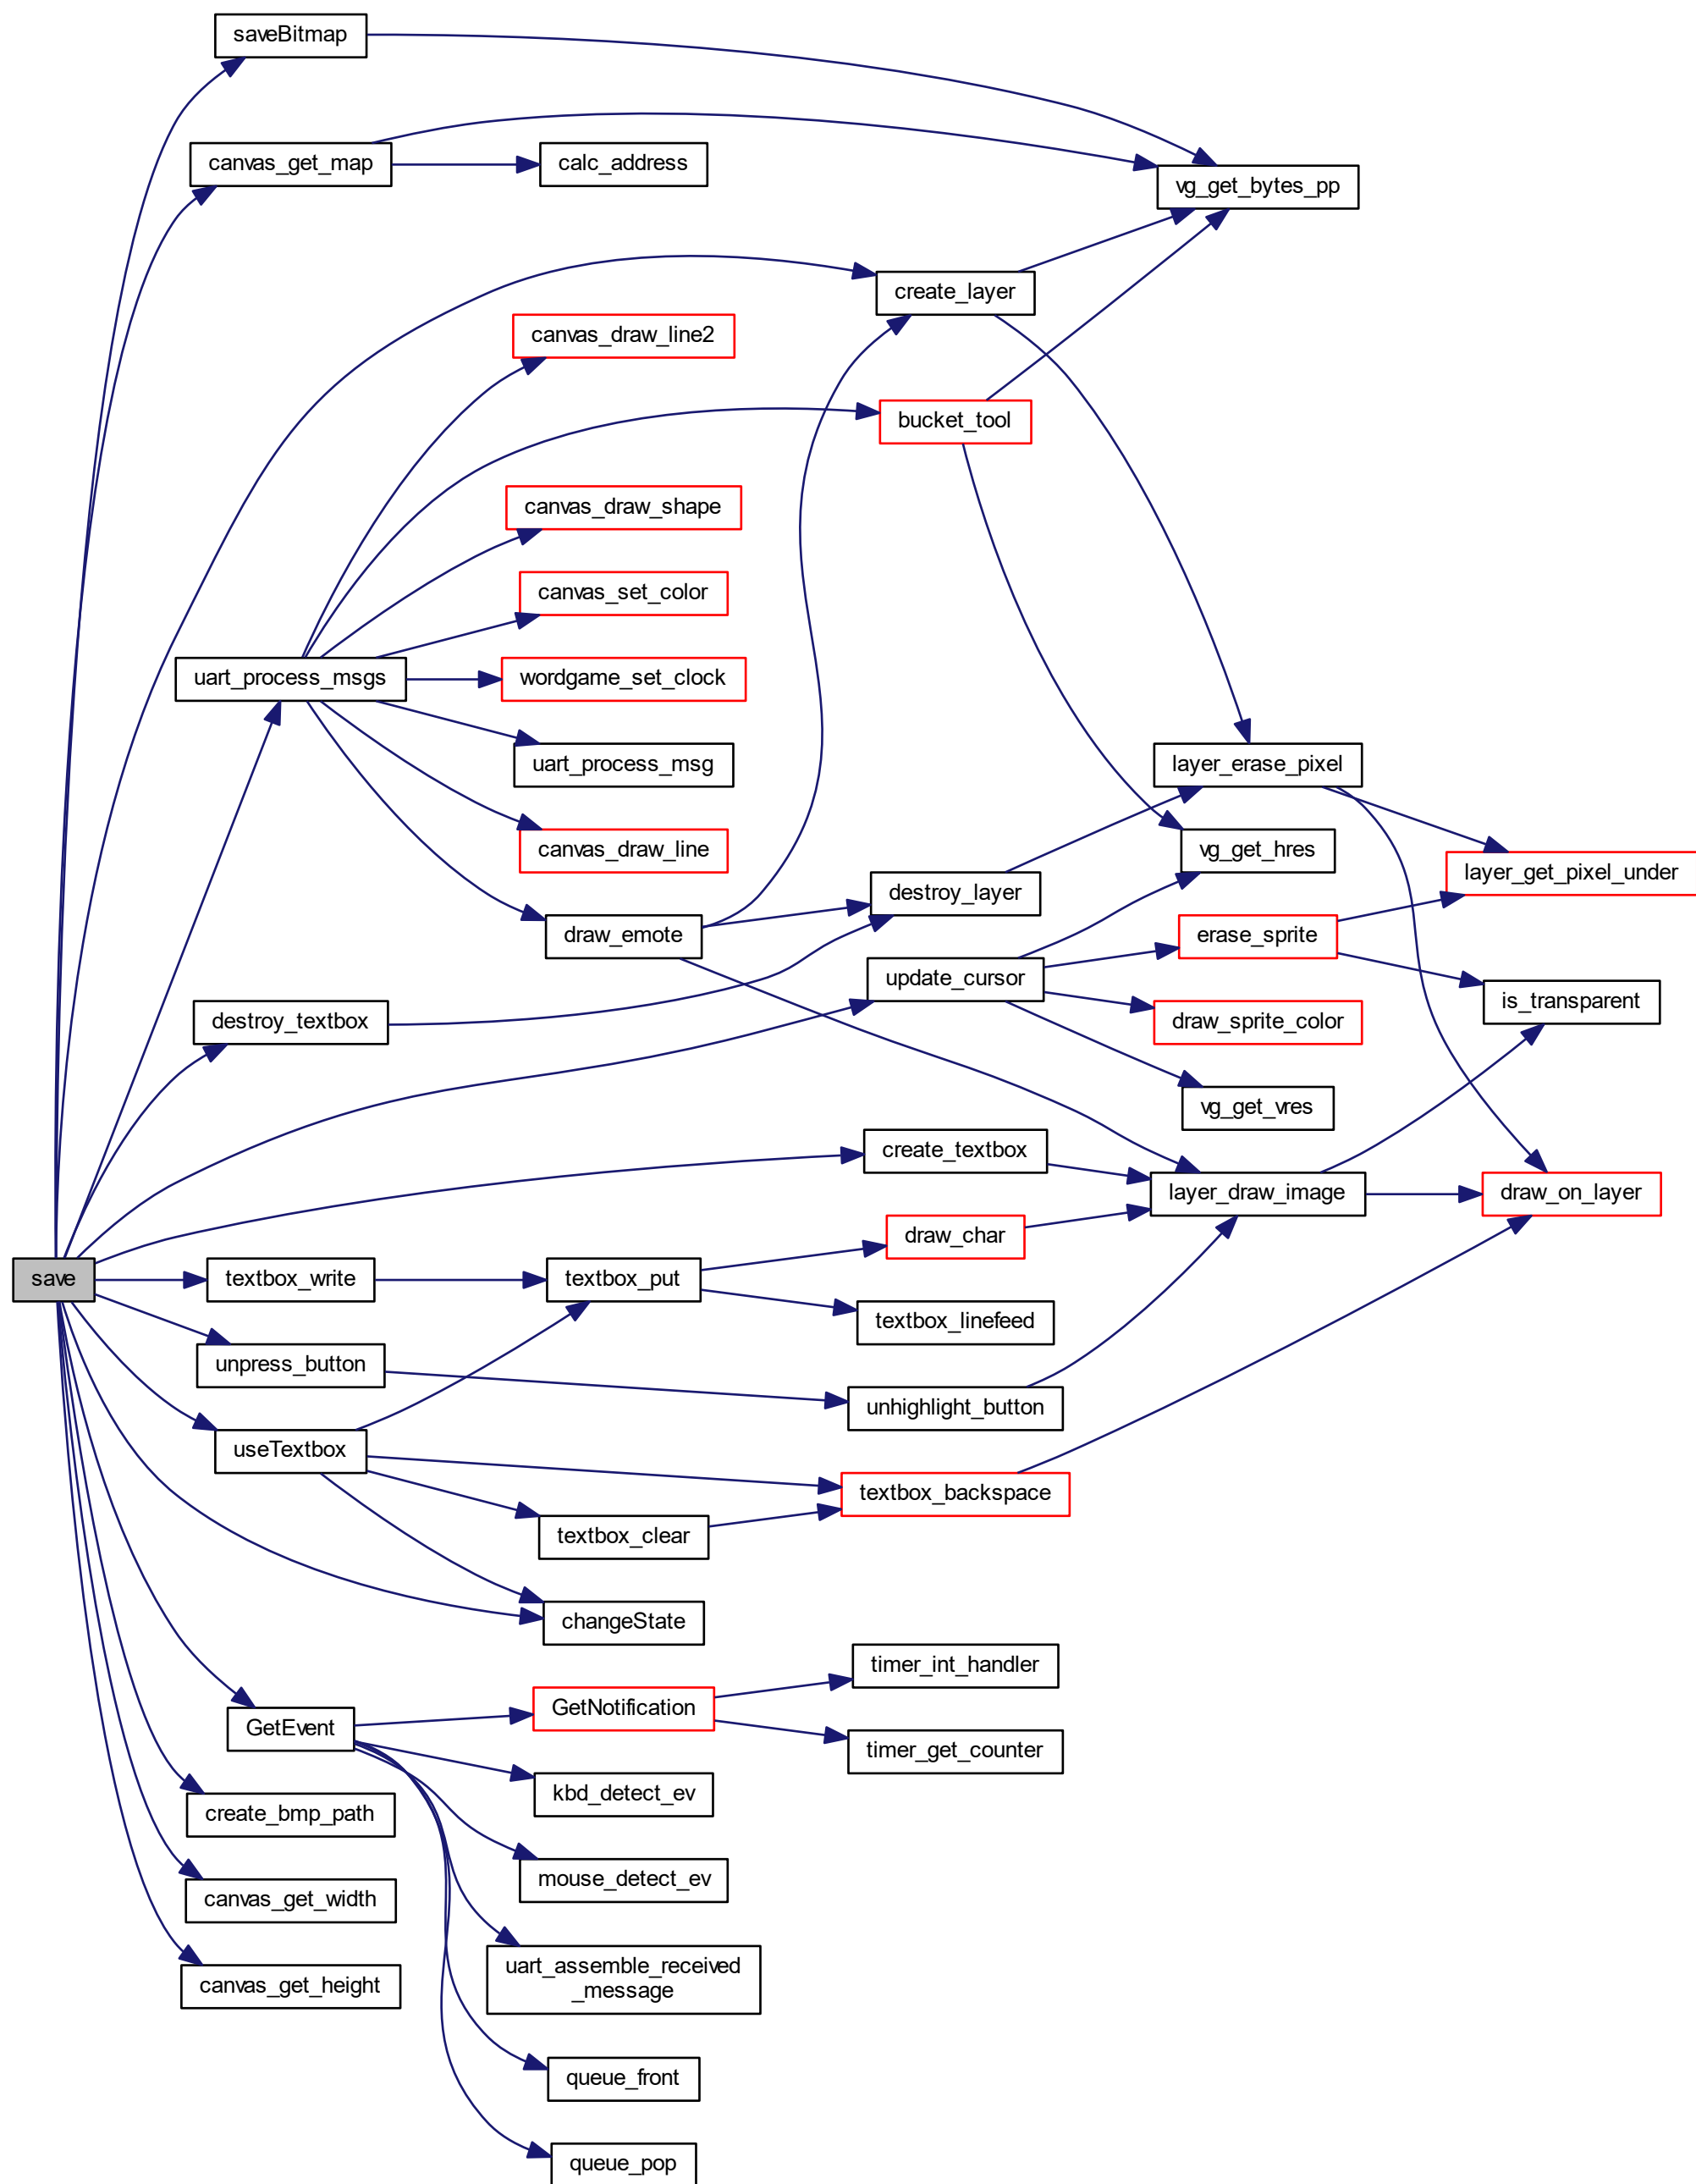 saveBitmap
canvas_get_map
calc_address
vg_get_bytes_pp
create_layer
canvas_draw_line2
bucket_tool
canvas_draw_shape
canvas_set_color
uart_process_msgs
wordgame_set_clock
uart_process_msg
layer_erase_pixel
canvas_draw_line
vg_get_hres
layer_get_pixel_under
destroy_layer
draw_emote
erase_sprite
update_cursor
is_transparent
destroy_textbox
draw_sprite_color
vg_get_vres
create_textbox
layer_draw_image
draw_on_layer
draw_char
save
textbox_write
textbox_put
textbox_linefeed
unpress_button
unhighlight_button
useTextbox
textbox_backspace
textbox_clear
changeState
timer_int_handler
GetNotification
GetEvent
timer_get_counter
kbd_detect_ev
create_bmp_path
mouse_detect_ev
canvas_get_width
uart_assemble_received
_message
canvas_get_height
queue_front
queue_pop